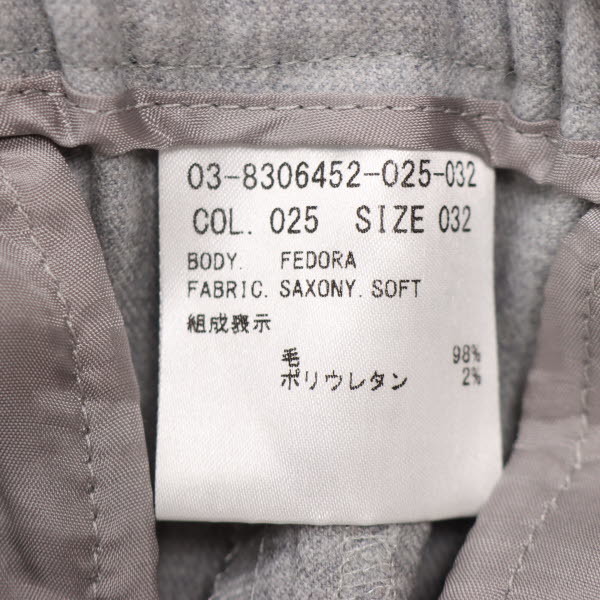 03-8306452-025-032
COL. 025 SIZE 032
BODY. FEDORA
FABRIC. SAXONY. SOFT
組成表示
毛 98%
ポリウレタン 2%